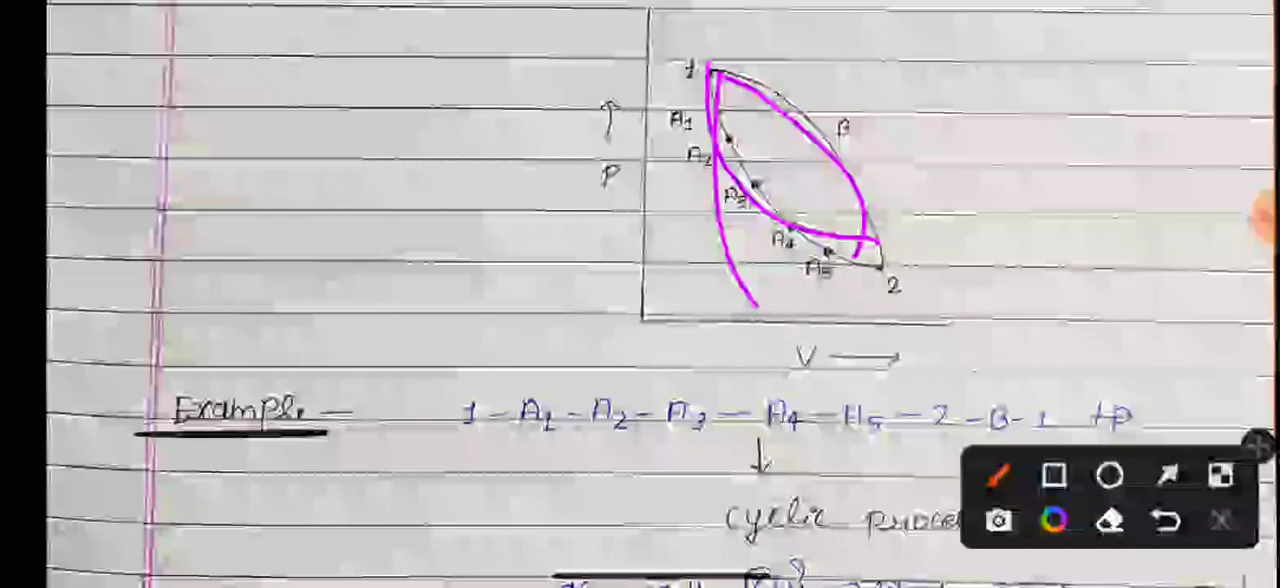 1
A1
B
A2
P
A3
A4
A5
2
V
Example - 1 - A1 - A2 - A3 - A4 - A5 - 2 - B - 1
cyclic